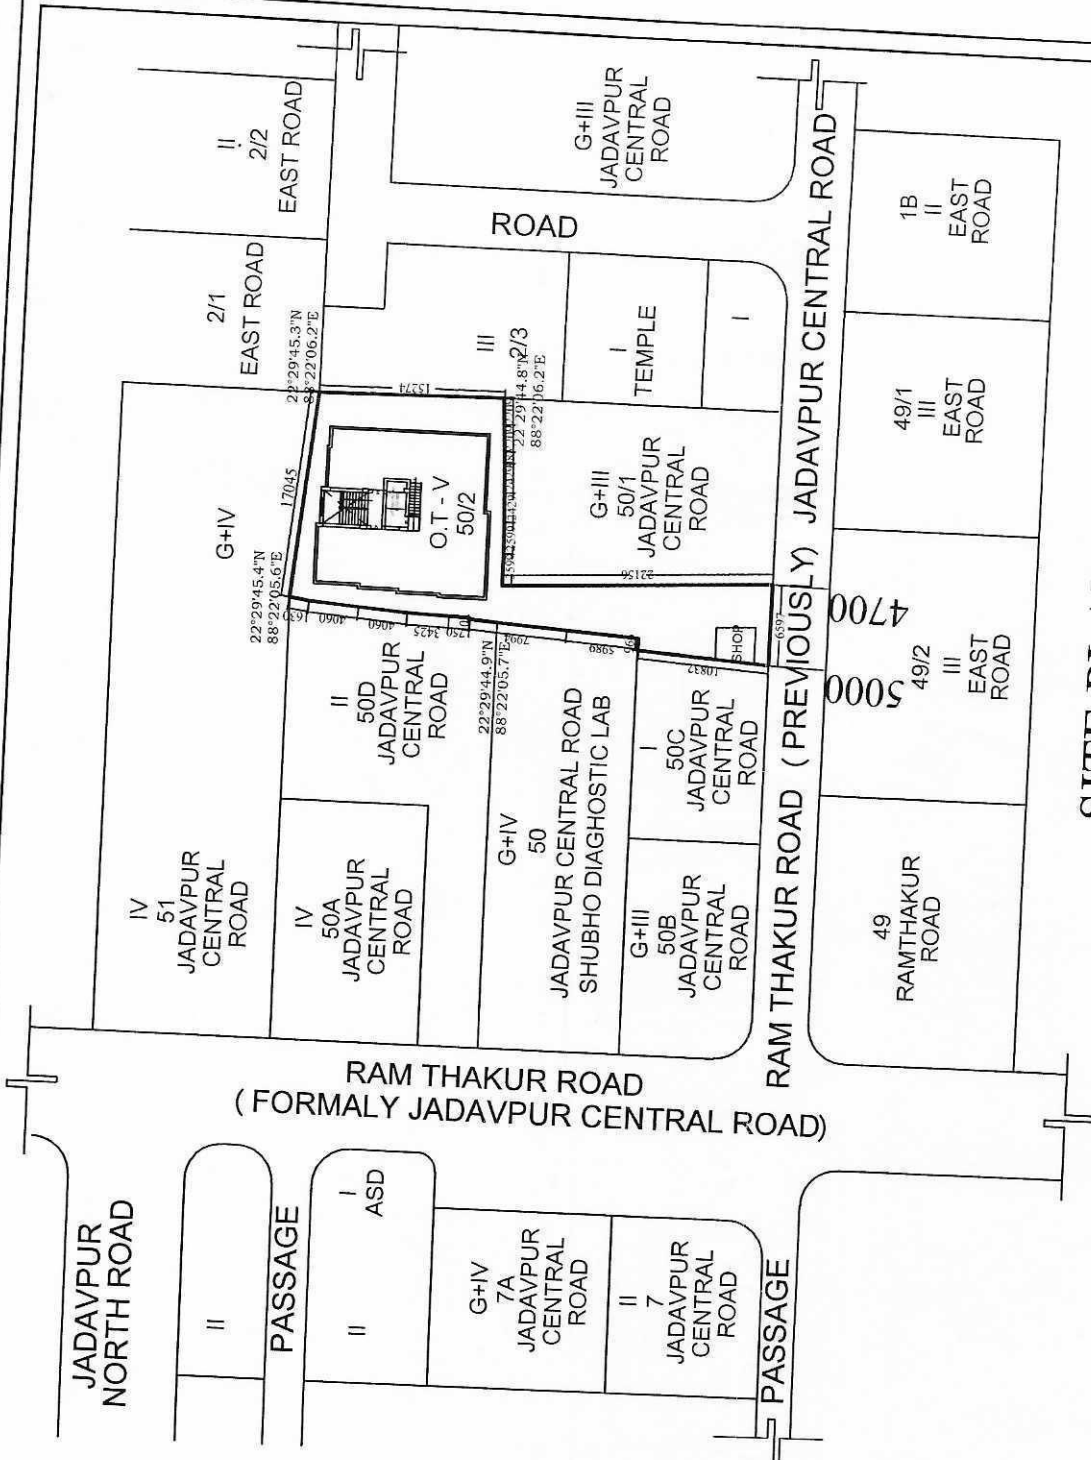 II
2/2
EAST ROAD
G+III
JADAVPUR
CENTRAL
ROAD
1B
II
EAST
ROAD
2/1
EAST ROAD
ROAD
22°29'45.3"N
88°22'06.2"E
III
2/3
I
TEMPLE
I
49/1
III
EAST
ROAD
15274
22°29'44.8"N
88°22'06.2"E
17045
G+IV
O.T - V
50/2
G+III
50/1
JADAVPUR
CENTRAL
ROAD
22°29'45.4"N
88°22'05.6"E
22156
1630
4060
4060
3425
1750
5989
10837
6597
SHOP
4700
5000
49/2
III
EAST
ROAD
II
50D
JADAVPUR
CENTRAL
ROAD
22°29'44.9"N
88°22'05.7"E
G+IV
50
JADAVPUR CENTRAL ROAD
SHUBHO DIAGHOSTIC LAB
I
50C
JADAVPUR
CENTRAL
ROAD
IV
51
JADAVPUR
CENTRAL
ROAD
IV
50A
JADAVPUR
CENTRAL
ROAD
G+III
50B
JADAVPUR
CENTRAL
ROAD
RAM THAKUR ROAD (PREVIOUSLY) JADAVPUR CENTRAL ROAD
49
RAMTHAKUR
ROAD
RAM THAKUR ROAD
( FORMALY JADAVPUR CENTRAL ROAD)
JADAVPUR
NORTH ROAD
II
PASSAGE
I
ASD
II
G+IV
7A
JADAVPUR
CENTRAL
ROAD
II
7
JADAVPUR
CENTRAL
ROAD
PASSAGE